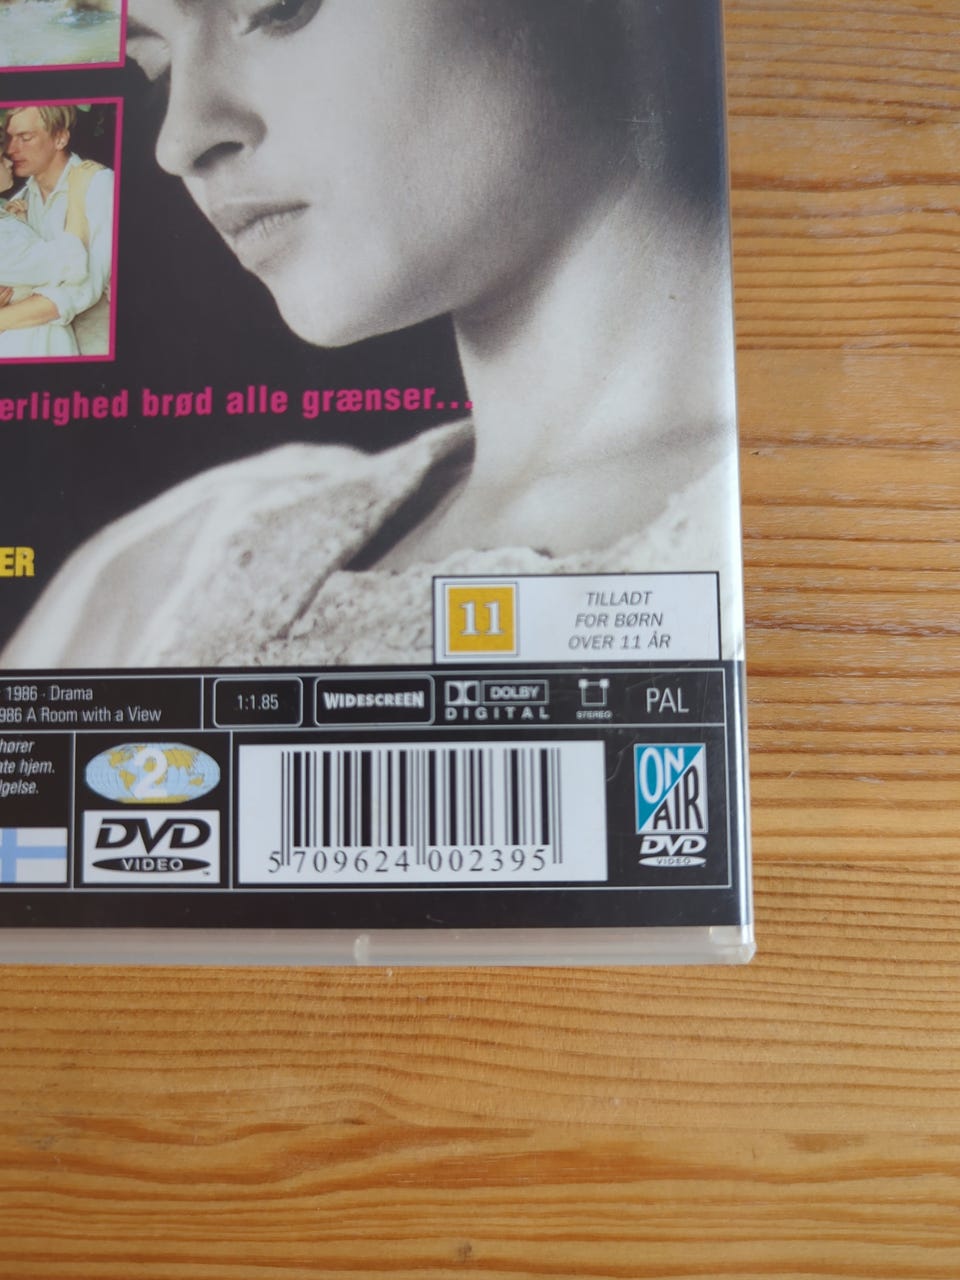 ærlighed brød alle grænser...
ER
11
TILLADT
FOR BØRN
OVER 11 ÅR
1986 · Drama
986 A Room with a View
1:1.85
WIDESCREEN
DOLBY
DIGITAL
STEREO
PAL
hører
ate hjem.
lgelse.
2
DVD
VIDEO
™
5 709624 002395
ON
AIR
DVD
VIDEO